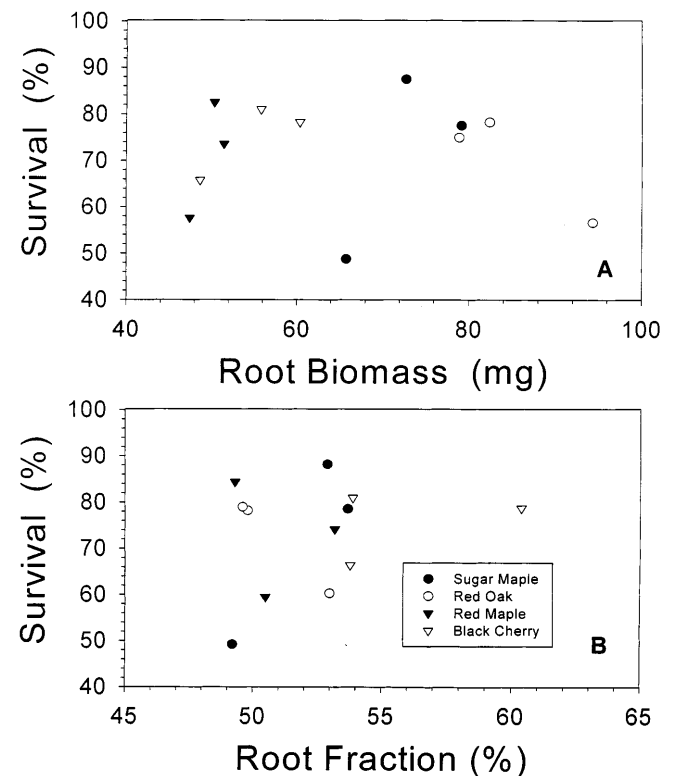 100
90
80
70
60
50
40
Survival (%)
A
40 60 80 100
Root Biomass (mg)
100
90
80
70
60
50
40
Survival (%)
Sugar Maple
Red Oak
Red Maple
Black Cherry
B
45 50 55 60 65
Root Fraction (%)